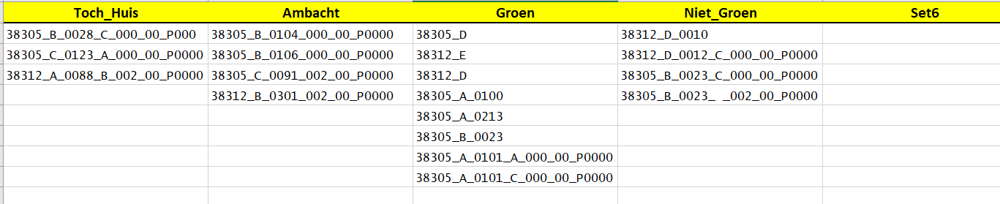 Toch_Huis Ambacht Groen Niet_Groen Set6
38305_B_0028_C_000_00_P000 38305_B_0104_000_00_P0000 38305_D 38312_D_0010
38305_C_0123_A_000_00_P0000 38305_B_0106_000_00_P0000 38312_E 38312_D_0012_C_000_00_P0000
38312_A_0088_B_002_00_P0000 38305_C_0091_002_00_P0000 38312_D 38305_B_0023_C_000_00_P0000
38312_B_0301_002_00_P0000 38305_A_0100 38305_B_0023_ _002_00_P0000
38305_A_0213
38305_B_0023
38305_A_0101_A_000_00_P0000
38305_A_0101_C_000_00_P0000